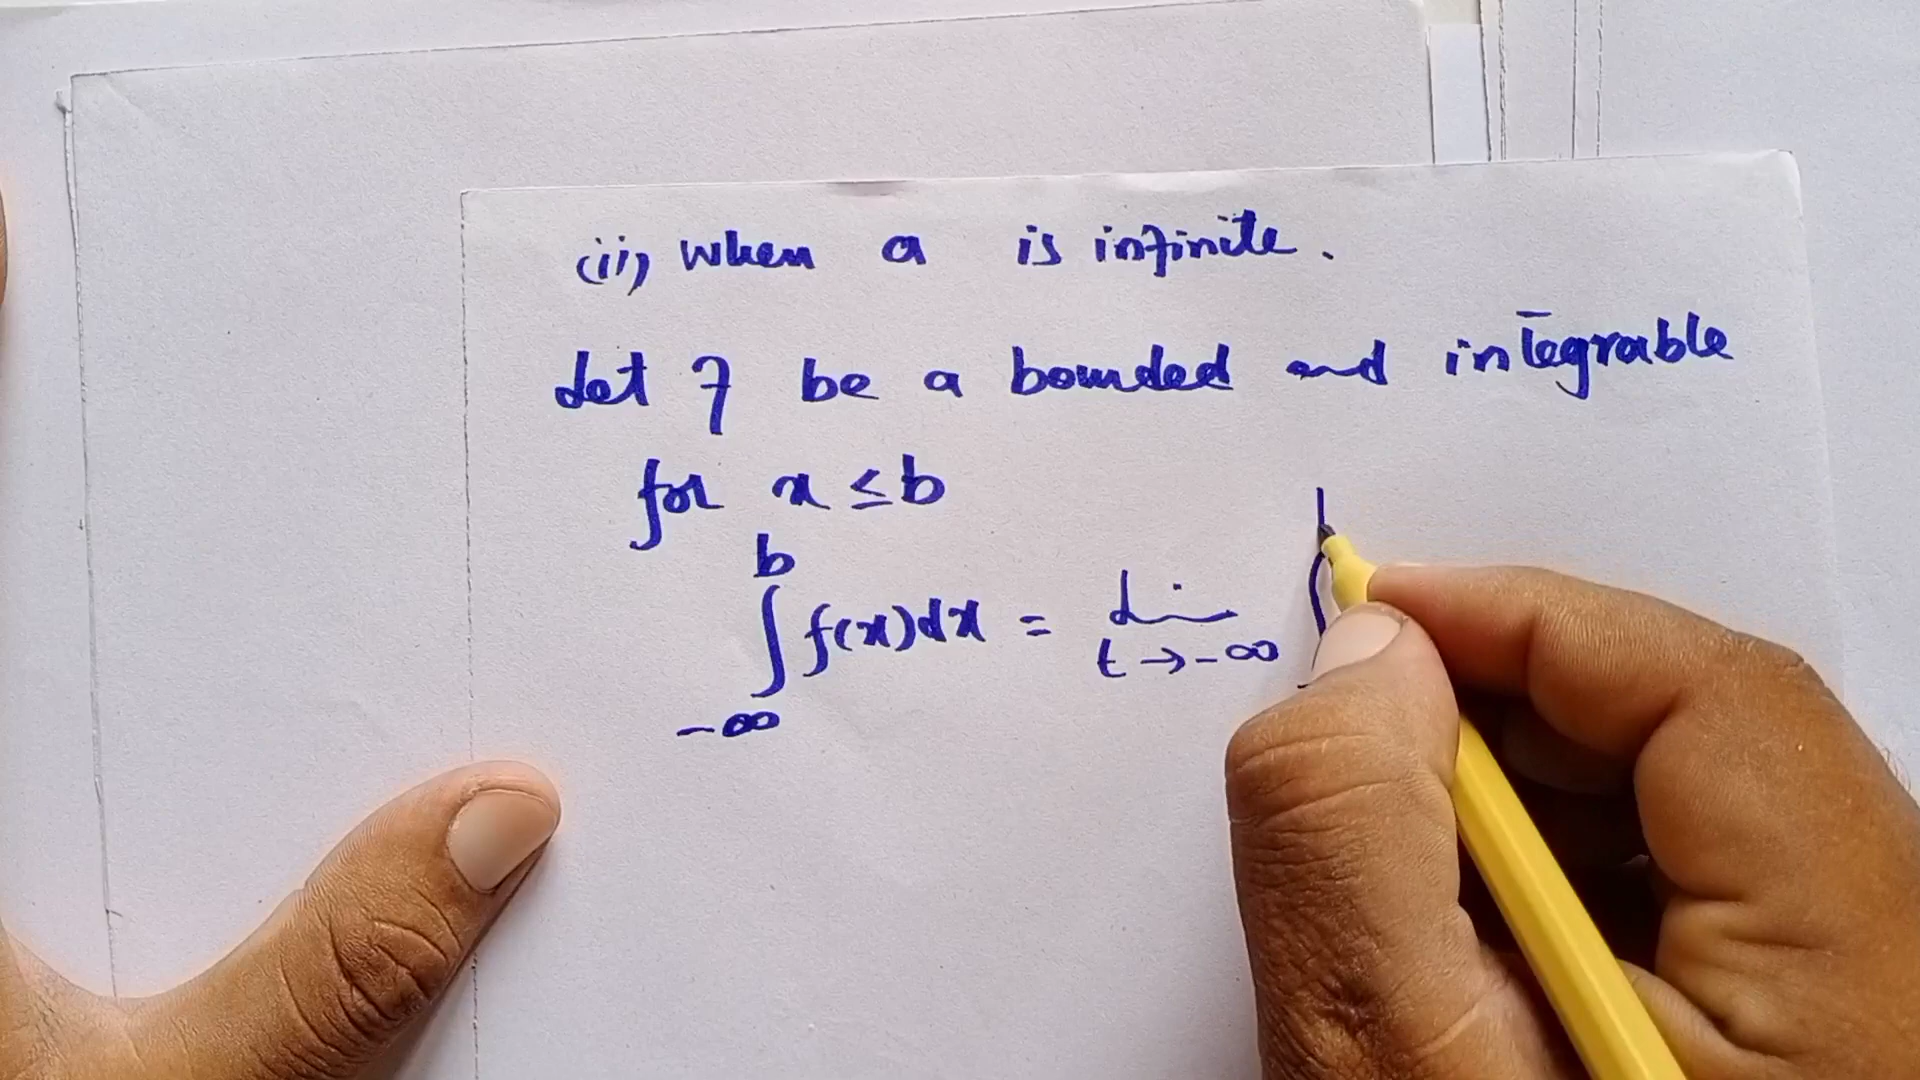 (ii) When a is infinite.
Let f be a bounded and integrable
for x ≤ b
∫_{-∞}^{b} f(x)dx = Lim_{t→-∞} ∫